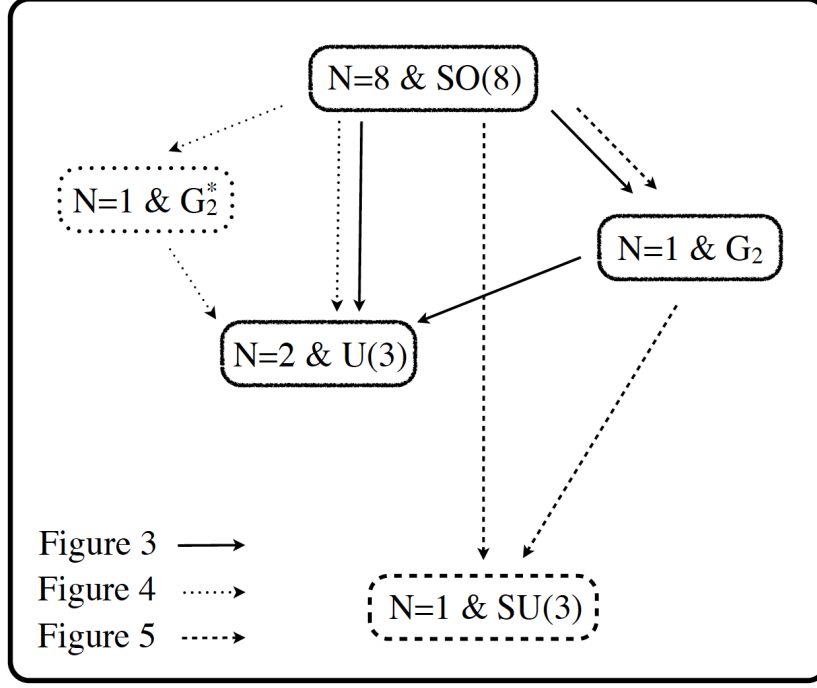 N=8 & SO(8)
N=1 & G₂*
N=1 & G₂
N=2 & U(3)
Figure 3
Figure 4
Figure 5
N=1 & SU(3)